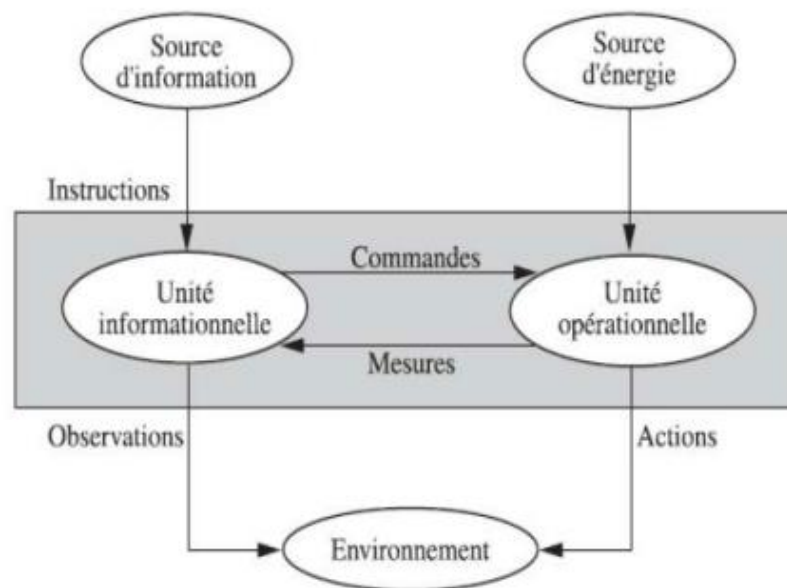 Source
d'information
Source
d'énergie
Instructions
Commandes
Unité
informationnelle
Unité
opérationnelle
Mesures
Observations
Actions
Environnement